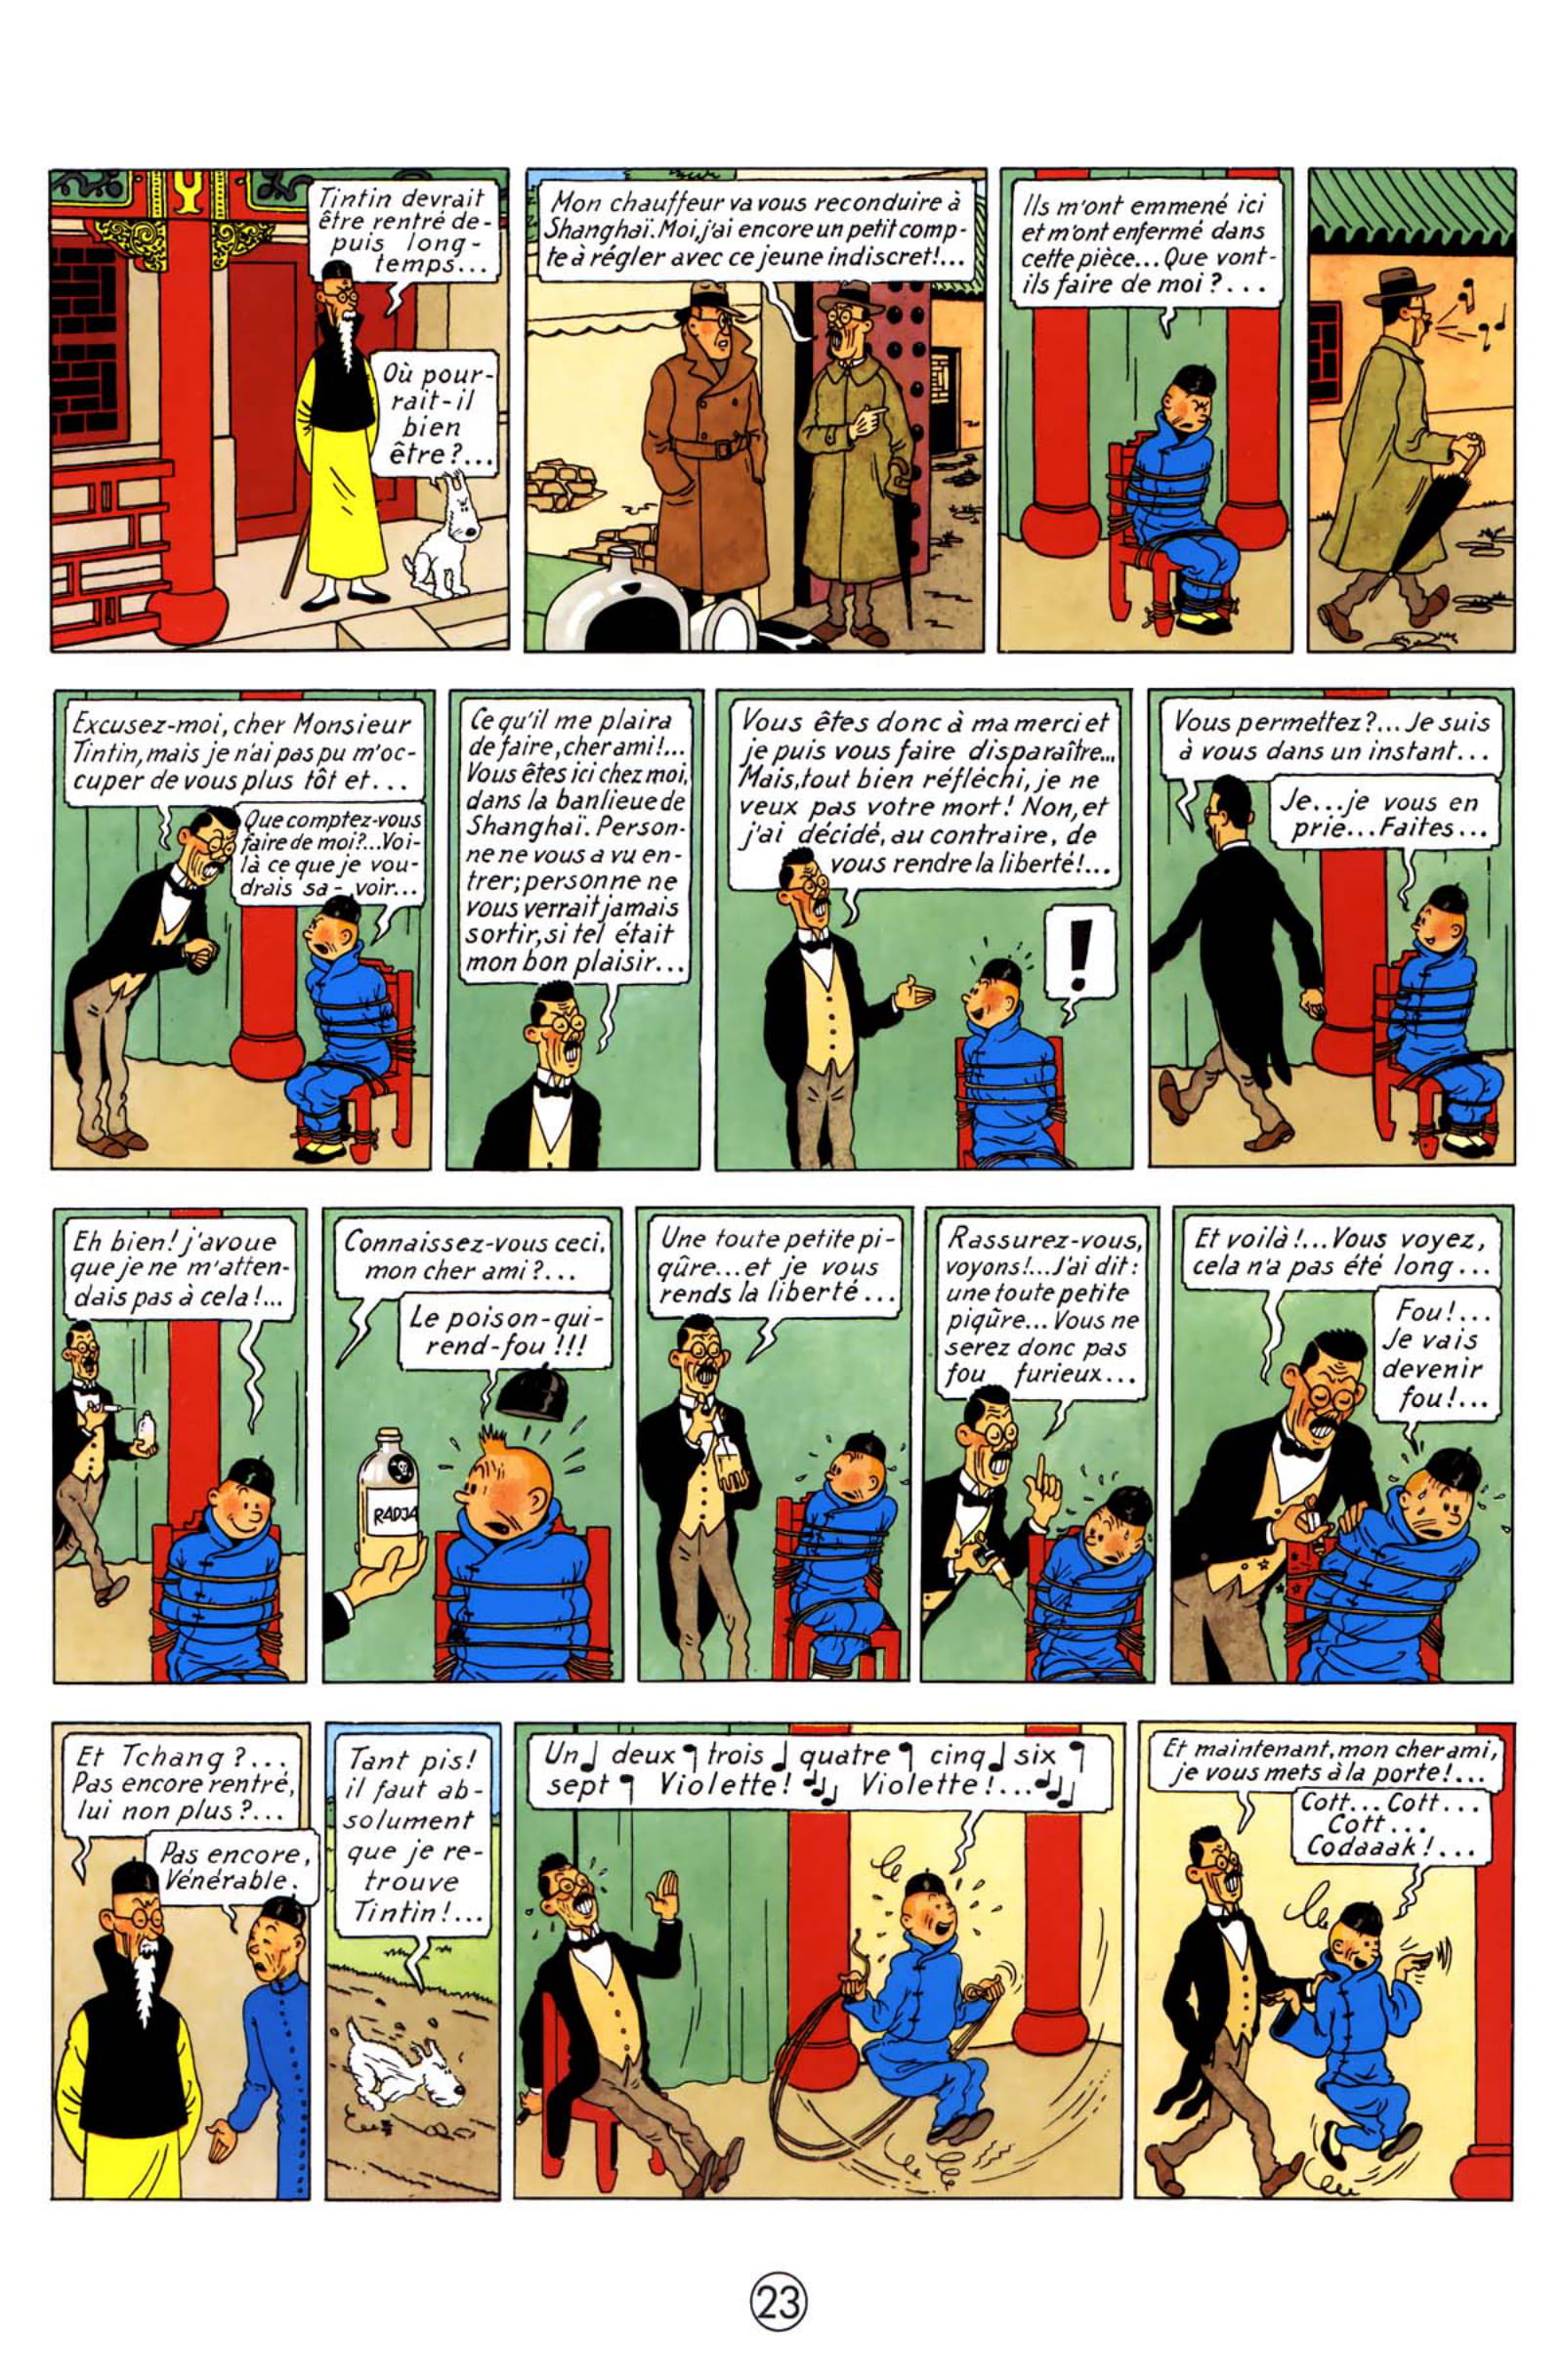 Tintin devrait
être rentré de-
puis long-
temps...
Où pour-
rait-il
bien
être?...
Mon chauffeur va vous reconduire à
Shanghaï. Moi, j'ai encore un petit comp-
te à régler avec ce jeune indiscret!...
Ils m'ont emmené ici
et m'ont enfermé dans
cette pièce... Que vont-
ils faire de moi?...
Excusez-moi, cher Monsieur
Tintin, mais je n'ai pas pu m'oc-
cuper de vous plus tôt et...
Que comptez-vous
faire de moi?... Voi-
là ce que je vou-
drais sa- voir...
Ce qu'il me plaira
de faire, cher ami!...
Vous êtes ici chez moi,
dans la banlieue de
Shanghaï. Person-
ne ne vous a vu en-
trer; personne ne
vous verrait jamais
sortir, si tel était
mon bon plaisir...
Vous êtes donc à ma merci et
je puis vous faire disparaître...
Mais, tout bien réfléchi, je ne
veux pas votre mort! Non, et
j'ai décidé, au contraire, de
vous rendre la liberté!...
!
Vous permettez?... Je suis
à vous dans un instant...
Je... je vous en
prie... Faites...
Eh bien! j'avoue
que je ne m'atten-
dais pas à cela!...
Connaissez-vous ceci,
mon cher ami?...
Le poison-qui-
rend-fou!!!
RADJA
Une toute petite pi-
qûre... et je vous
rends la liberté...
Rassurez-vous,
voyons!... J'ai dit:
une toute petite
piqûre... Vous ne
serez donc pas
fou furieux...
Et voilà!... Vous voyez,
cela n'a pas été long...
Fou!...
Je vais
devenir
fou!...
Et Tchang?...
Pas encore rentré,
lui non plus?...
Pas encore,
Vénérable.
Tant pis!
il faut ab-
solument
que je re-
trouve
Tintin!...
Un deux trois quatre cinq six
sept Violette! Violette!...
Et maintenant, mon cher ami,
je vous mets à la porte!...
Cott... Cott...
Cott...
Codaaak!...
23